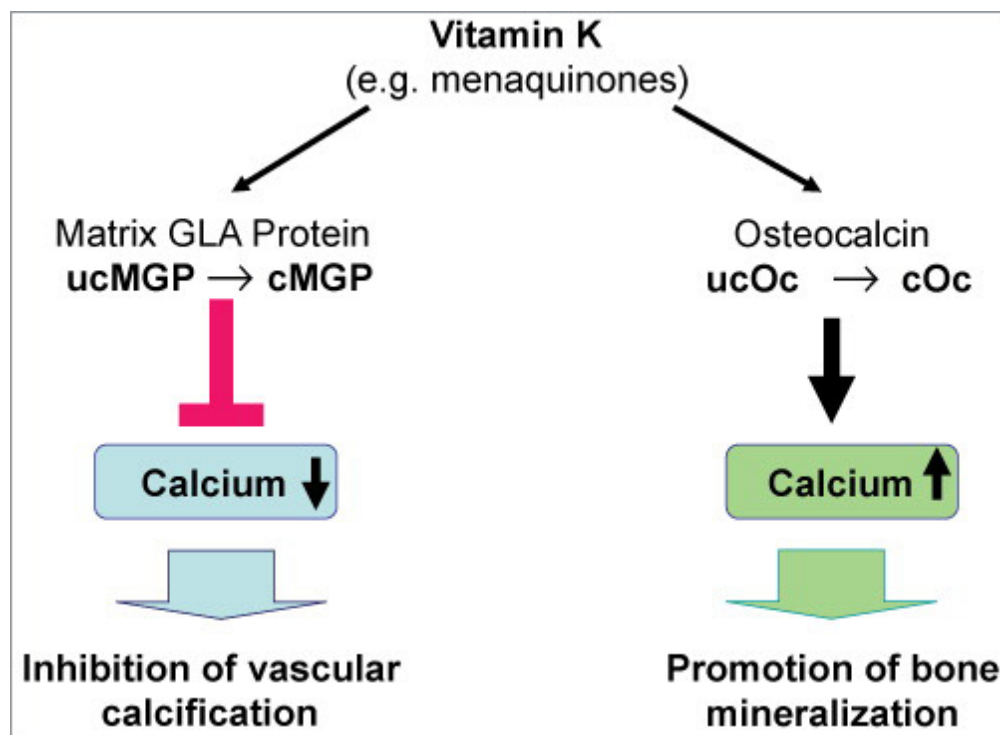 Vitamin K
(e.g. menaquinones)
Matrix GLA Protein
ucMGP → cMGP
Osteocalcin
ucOc → cOc
Calcium ↓
Calcium ↑
Inhibition of vascular
calcification
Promotion of bone
mineralization